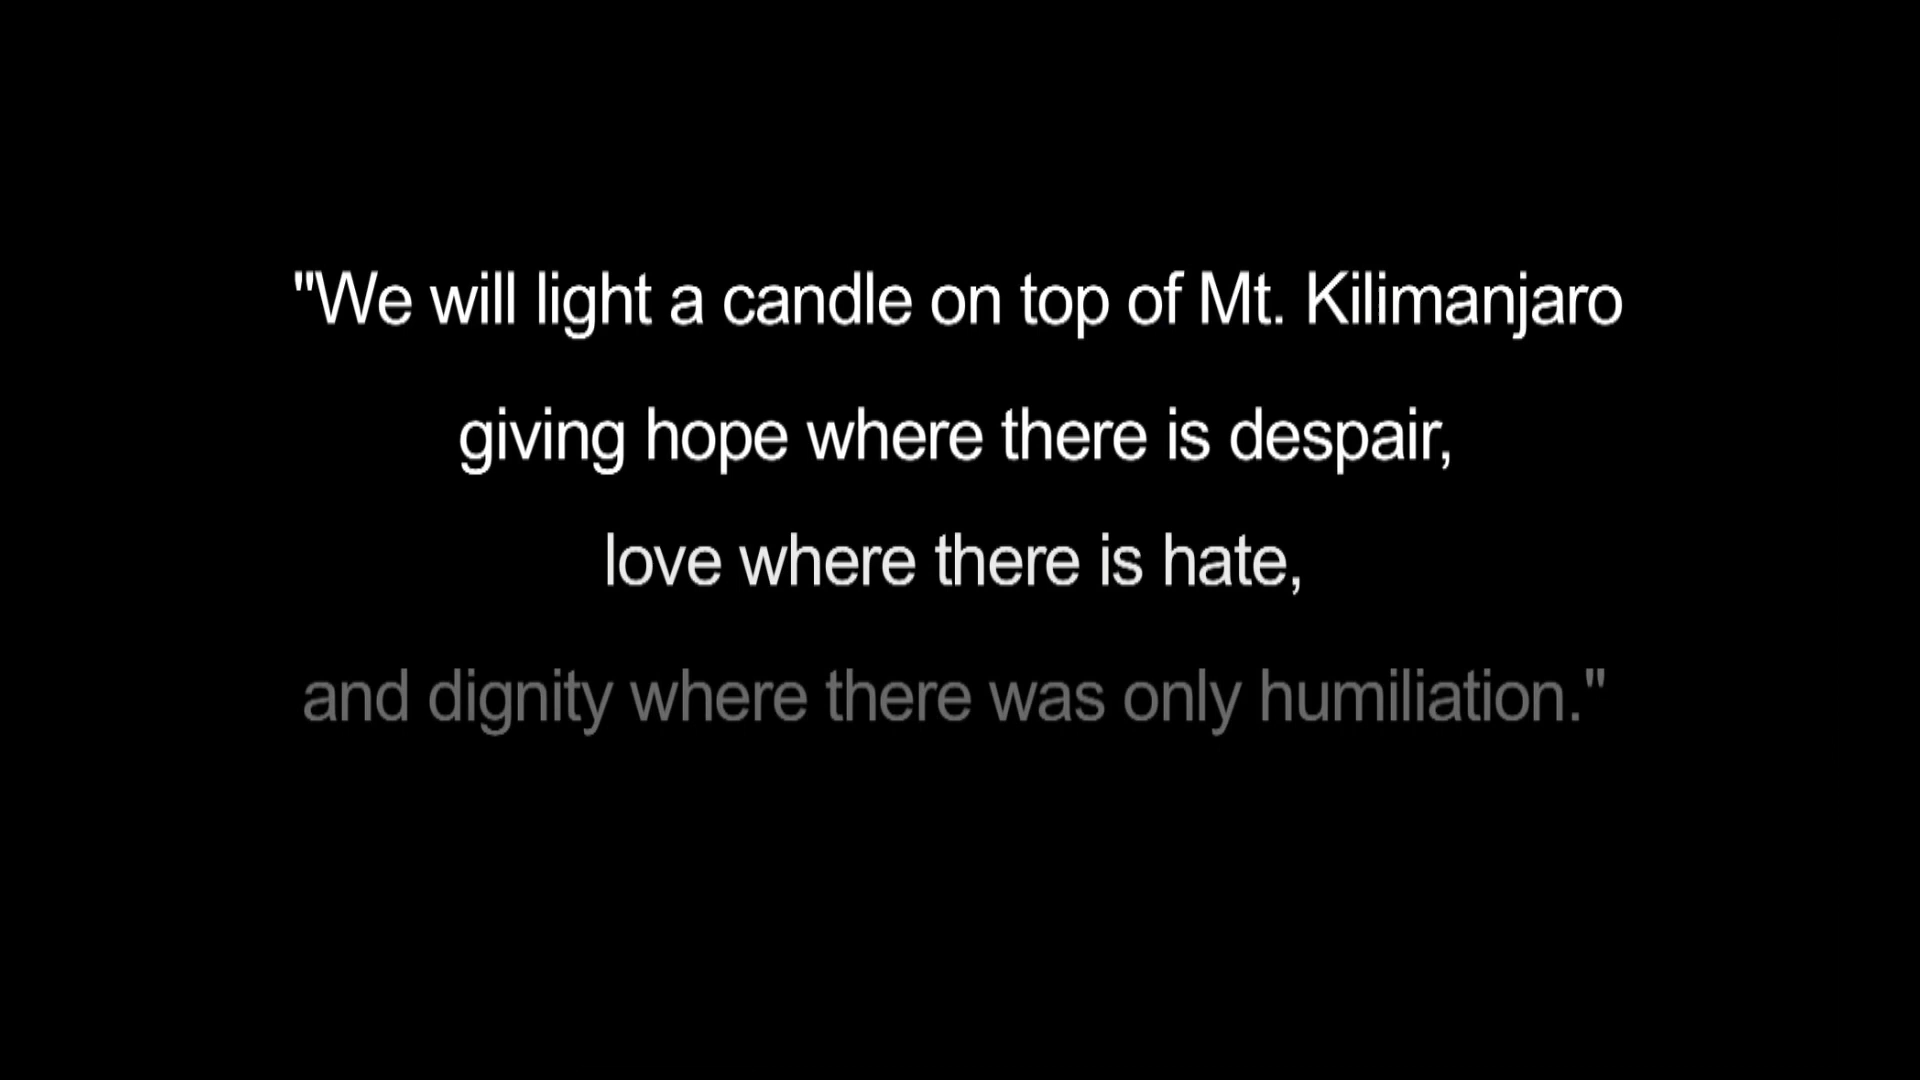 "We will light a candle on top of Mt. Kilimanjaro
giving hope where there is despair,
love where there is hate,
and dignity where there was only humiliation."